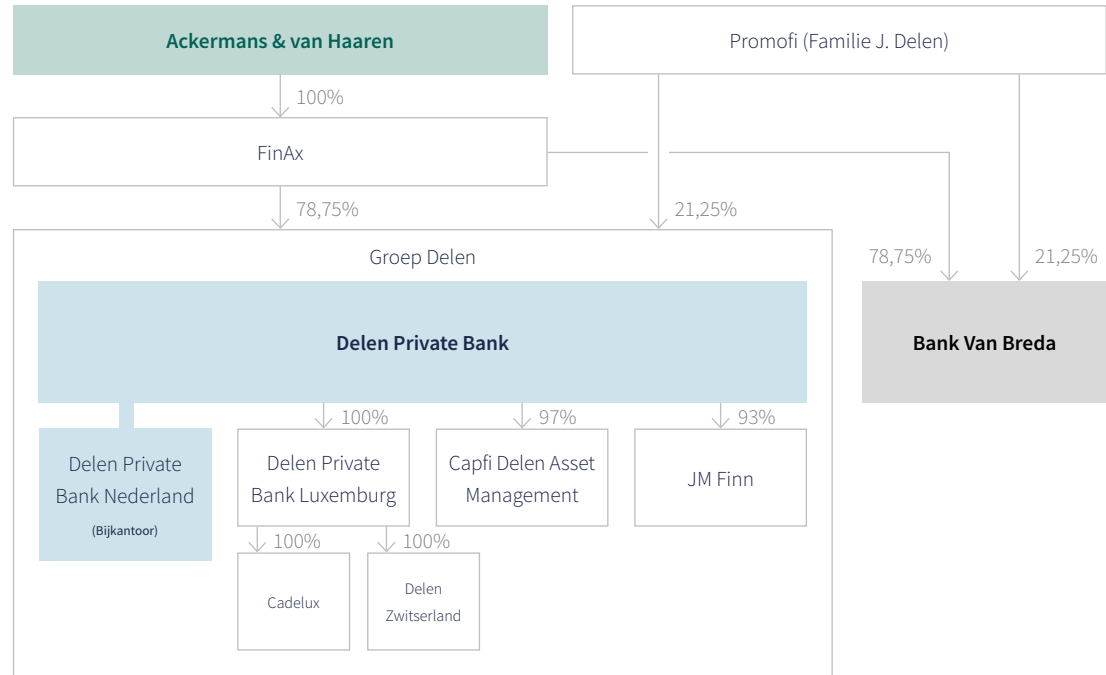 Ackermans & van Haaren
Promofi (Familie J. Delen)
100%
FinAx
78,75%
21,25%
Groep Delen
78,75%
21,25%
Delen Private Bank
Bank Van Breda
100%
97%
93%
Delen Private
Bank Nederland
(Bijkantoor)
Delen Private
Bank Luxemburg
Capfi Delen Asset
Management
JM Finn
100%
100%
Cadelux
Delen
Zwitserland